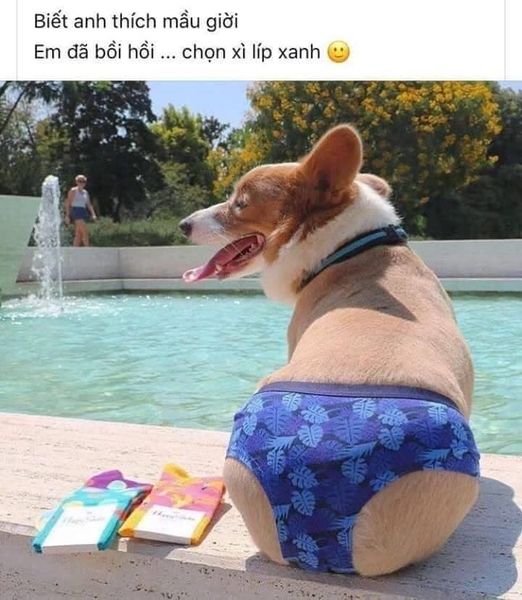 Biết anh thích mầu giời
Em đã bồi hồi ... chọn xì líp xanh 🙂